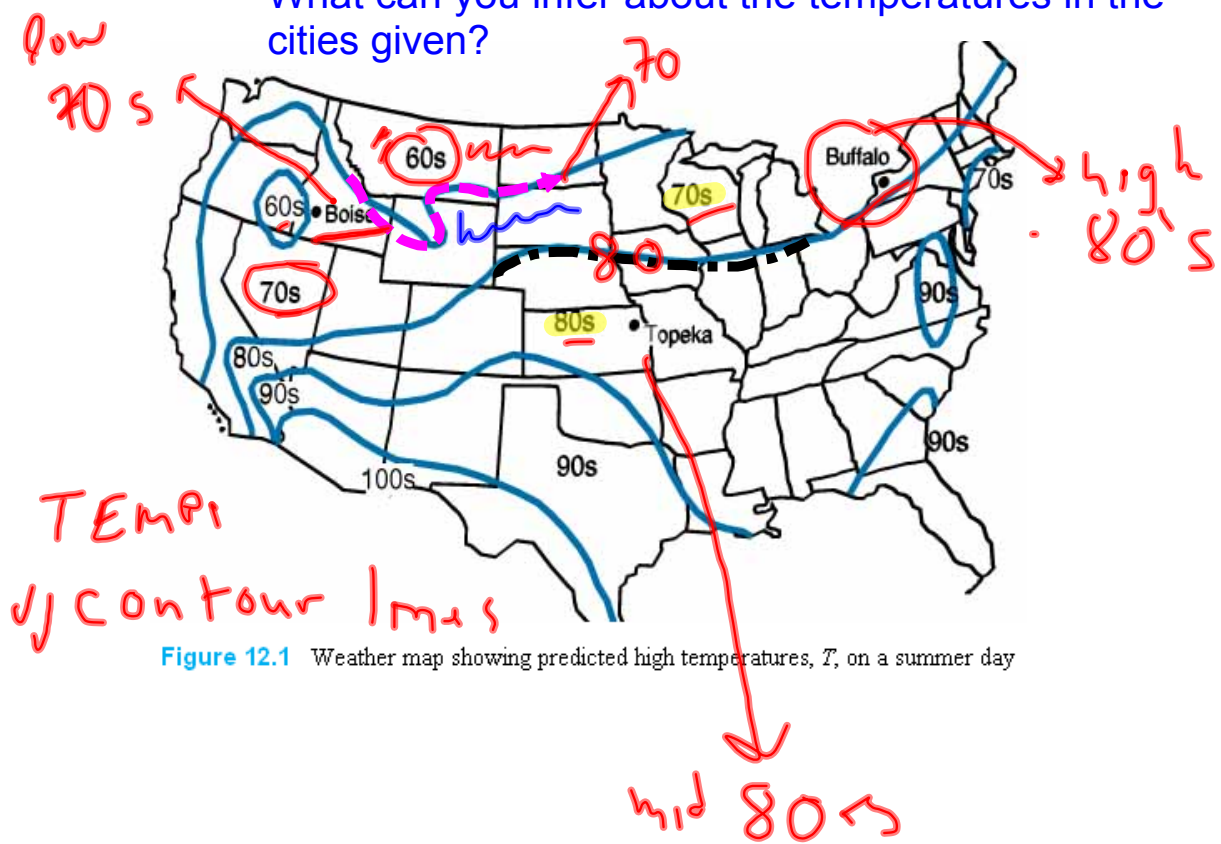 What can you infer about the temperatures in the
cities given?
low
70s
70
60s
Buffalo
high
80's
70s
70s
60s
Boise
80
90s
70s
80s
Topeka
80s
90s
90s
90s
100s
TEmp.
contour lines
Figure 12.1 Weather map showing predicted high temperatures, T, on a summer day
mid 80s